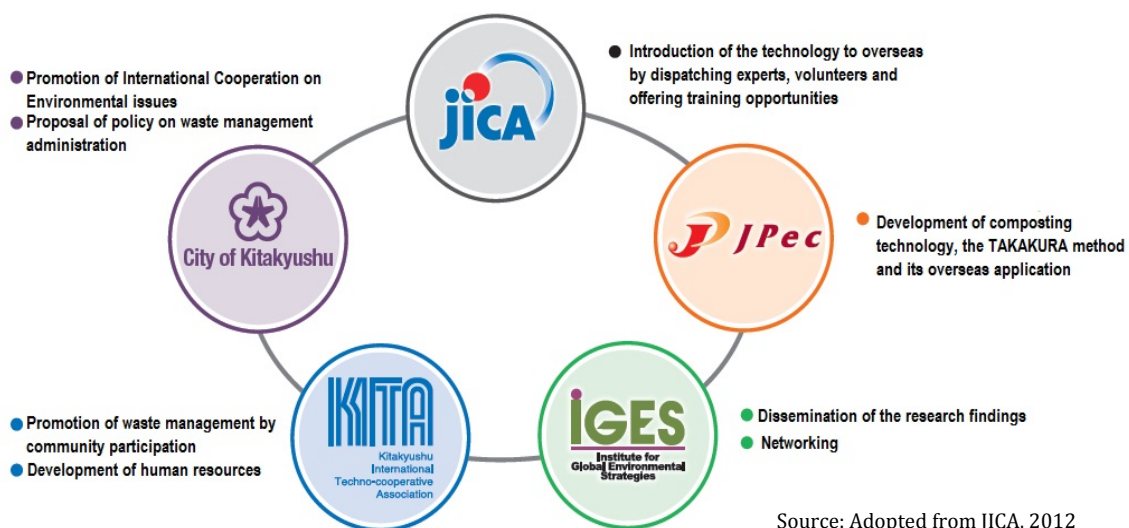 jica
Introduction of the technology to overseas
by dispatching experts, volunteers and
offering training opportunities
Promotion of International Cooperation on
Environmental issues
Proposal of policy on waste management
administration
City of Kitakyushu
JPec
Development of composting
technology, the TAKAKURA method
and its overseas application
KITA
Kitakyushu
International
Techno-cooperative
Association
Promotion of waste management by
community participation
Development of human resources
iGES
Institute for
Global Environmental
Strategies
Dissemination of the research findings
Networking
Source: Adopted from JICA, 2012